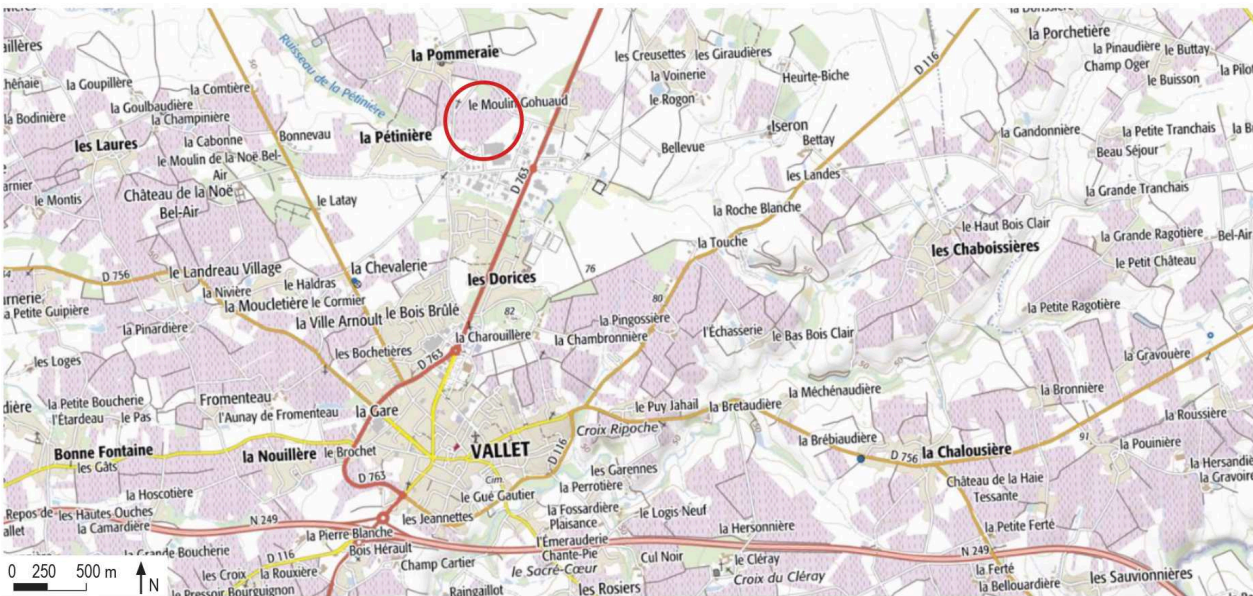 la Pommeraie
les Creusettes
les Giraudières
la Porchetière
la Pinaudière
le Buttay
Champ Oger
le Buisson
D 116
la Voinerie
Heurte-Biche
le Rogon
Ruisseau de la Pétinière
la Goupillère
la Comtière
50
la Goulbaudière
la Champinière
la Bodinière
le Moulin Gohuaud
Iseron
Bettay
Bellevue
la Gandonnière
la Petite Tranchais
Beau Séjour
Bonnevau
la Pétinière
les Laures
la Cabonne
le Moulin de la Noë Bel-
Air
Château de la Noë
Bel-Air
le Montis
le Latay
D 763
les Landes
la Grande Tranchais
la Roche Blanche
le Haut Bois Clair
la Touche
les Chaboissières
la Grande Ragotière
Bel-Air
le Petit Château
D 756
le Landreau Village
la Chevalerie
les Dorices
76
la Nivière
le Haldras
la Moucletière
le Cormier
la Petite Guipière
la Pinardière
la Ville Arnoult
le Bois Brûlé
82
80
la Petite Ragotière
la Pingossière
la Charouillère
la Chambronnière
l'Échasserie
le Bas Bois Clair
50
les Loges
les Bochetières
D 763
la Gravouère
50
la Méchénaudière
la Bronnière
Fromenteau
la Petite Boucherie
l'Étardeau
le Pas
l'Aunay de Fromenteau
la Gare
le Puy Jahail
la Bretaudière
la Roussière
Croix Ripoche
91
la Pouinière
Bonne Fontaine
les Gâts
la Nouillère
le Brochet
VALLET
D 116
la Brébiaudière
D 756
la Chalousière
la Hersandi
la Gravoire
Cim.
les Garennes
la Perrotière
D 763
la Hoscotière
le Gué Gautier
Château de la Haie
Tessante
les Hautes Ouches
la Camardière
les Jeannettes
la Fossardière
Plaisance
le Logis Neuf
la Hersonnière
la Petite Ferté
N 249
la Pierre Blanche
l'Émerauderie
la Grande Boucherie
D 116
Bois Hérault
Chante-Pie
Cul Noir
le Cléray
N 249
la Ferté
les Croix
la Rouxière
Champ Cartier
le Sacré-Cœur
Croix du Cléray
la Bellouardière
les Sauvionnières
le Pressoir Bourguignon
Raingaillot
les Rosiers
0 250 500 m N